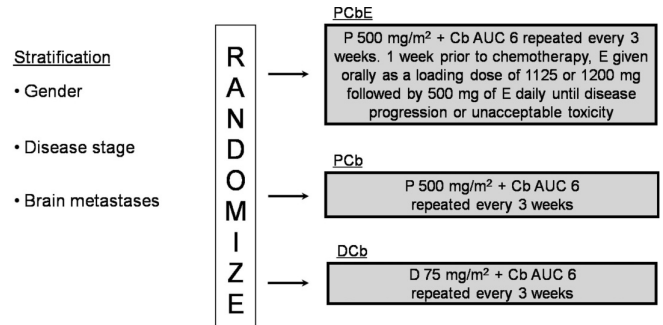 Stratification
• Gender
• Disease stage
• Brain metastases
R
A
N
D
O
M
I
Z
E
PCbE
P 500 mg/m² + Cb AUC 6 repeated every 3
weeks. 1 week prior to chemotherapy, E given
orally as a loading dose of 1125 or 1200 mg
followed by 500 mg of E daily until disease
progression or unacceptable toxicity
PCb
P 500 mg/m² + Cb AUC 6
repeated every 3 weeks
DCb
D 75 mg/m² + Cb AUC 6
repeated every 3 weeks